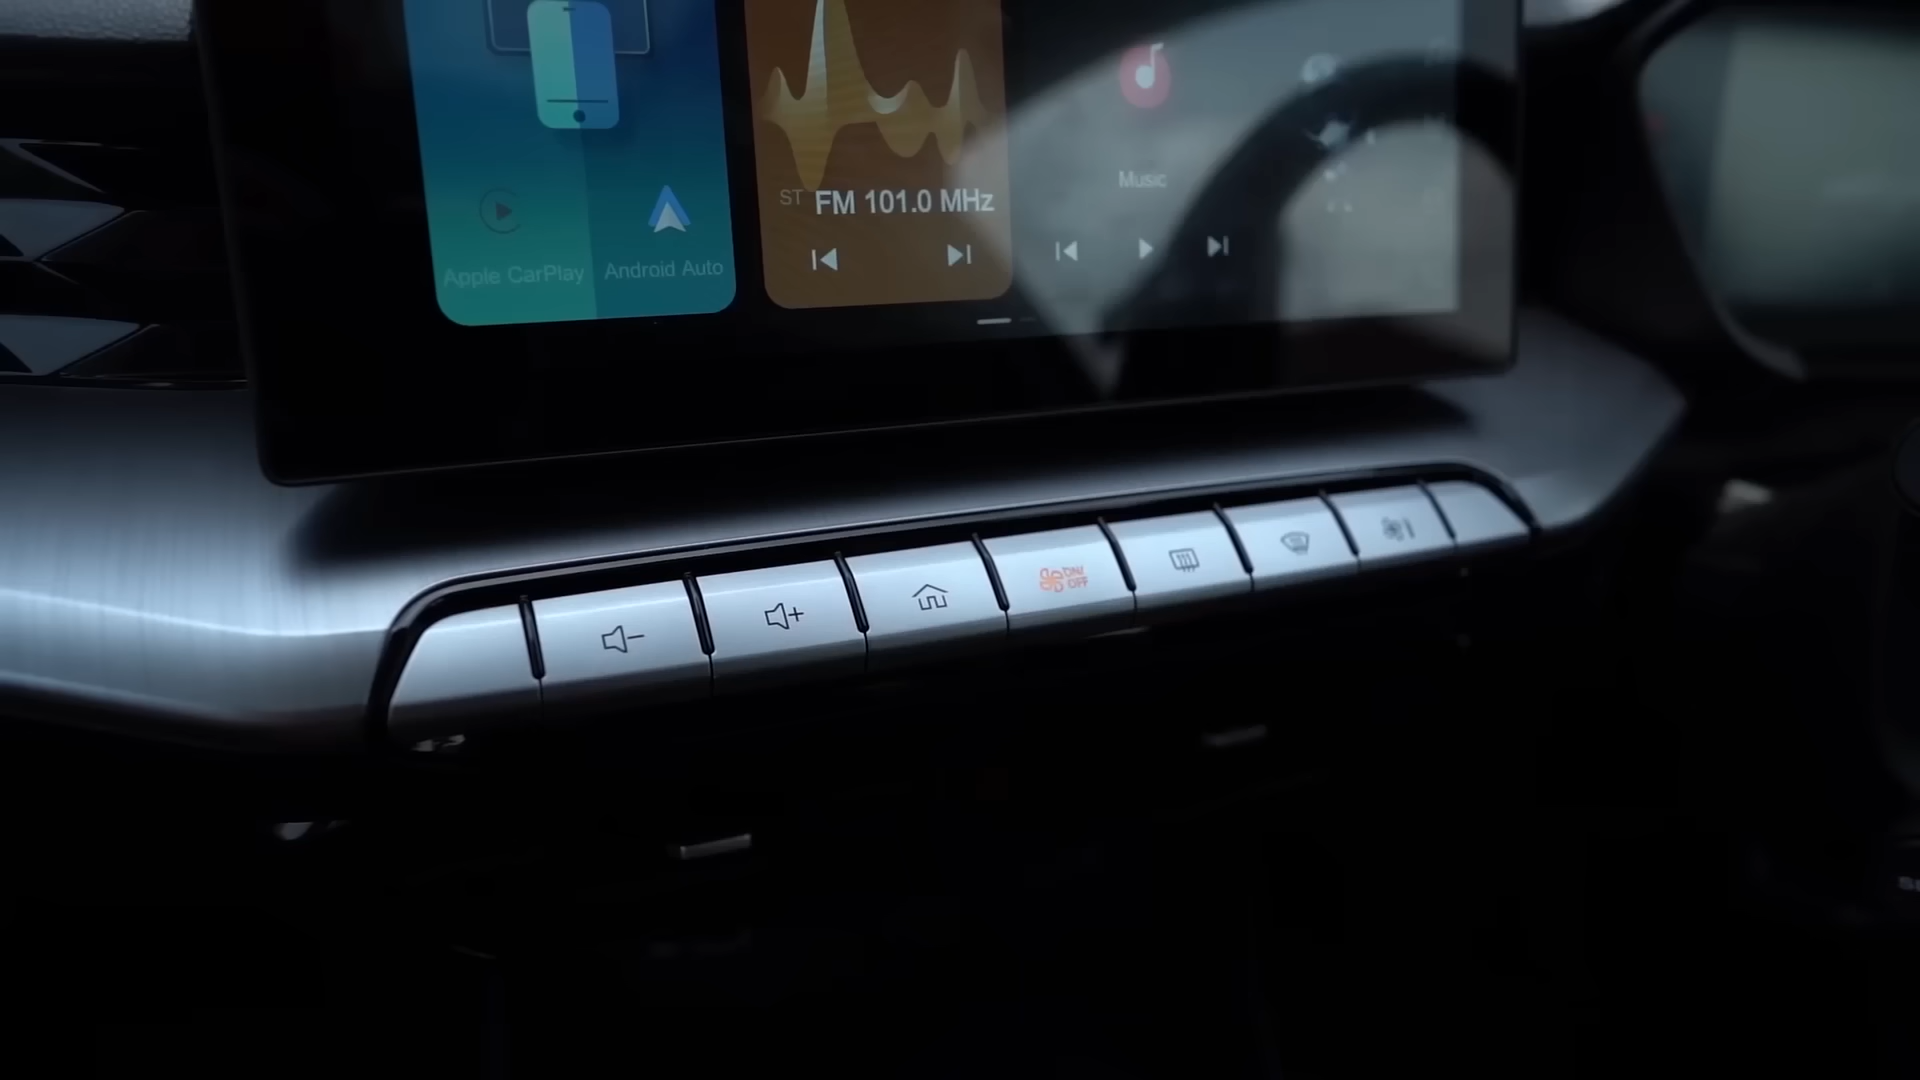 ST FM 101.0 MHz
Music
Apple CarPlay
Android Auto
ON/
OFF